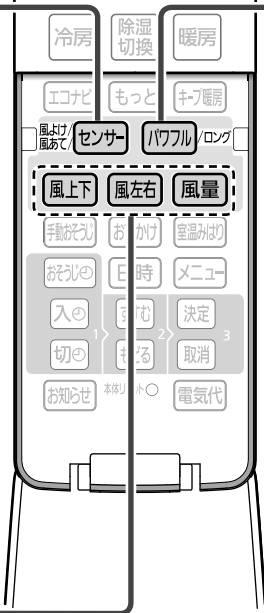 冷房 除湿切換 暖房
エコナビ もっと キープ暖房
風よけ/風あて/センサー パワフル/ロング
風上下 風左右 風量
手動おそうじ おでかけ 室温みはり
おそうじ 日時 メニュー
入 1 すすむ 2 決定 3
切 もどる 取消
お知らせ 本体リセット 電気代